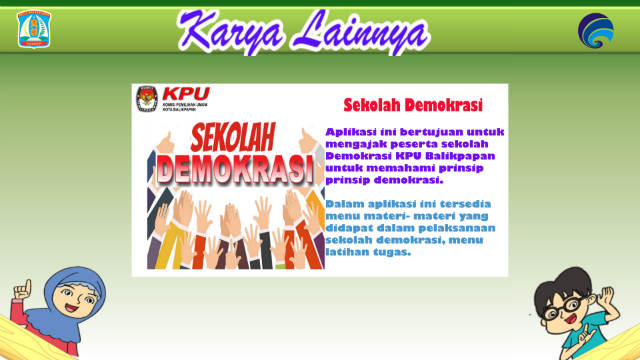 Karya Lainnya
KPU
KOMISI PEMILIHAN UMUM
KOTA BALIKPAPAN
SEKOLAH
DEMOKRASI
Sekolah Demokrasi
Aplikasi ini bertujuan untuk
mengajak peserta sekolah
Demokrasi KPU Balikpapan
untuk memahami prinsip
prinsip demokrasi.
Dalam aplikasi ini tersedia
menu materi- materi yang
didapat dalam pelaksanaan
sekolah demokrasi, menu
latihan tugas.